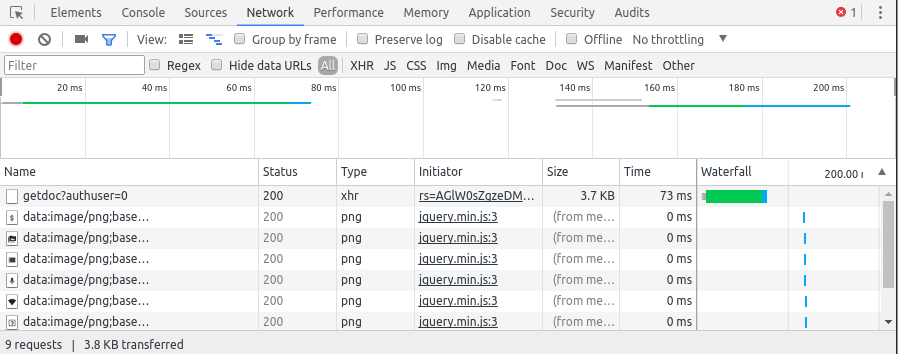 Elements Console Sources Network Performance Memory Application Security Audits 1
View: Group by frame Preserve log Disable cache Offline No throttling
Filter Regex Hide data URLs All XHR JS CSS Img Media Font Doc WS Manifest Other
20 ms 40 ms 60 ms 80 ms 100 ms 120 ms 140 ms 160 ms 180 ms 200 ms
Name Status Type Initiator Size Time Waterfall 200.00
getdoc?authuser=0 200 xhr rs=AGlW0sZgzeDM... 3.7 KB 73 ms
data:image/png;base... 200 png jquery.min.js:3 (from me... 0 ms
data:image/png;base... 200 png jquery.min.js:3 (from me... 0 ms
data:image/png;base... 200 png jquery.min.js:3 (from me... 0 ms
data:image/png;base... 200 png jquery.min.js:3 (from me... 0 ms
data:image/png;base... 200 png jquery.min.js:3 (from me... 0 ms
data:image/png;base... 200 png jquery.min.js:3 (from me... 0 ms
9 requests | 3.8 KB transferred